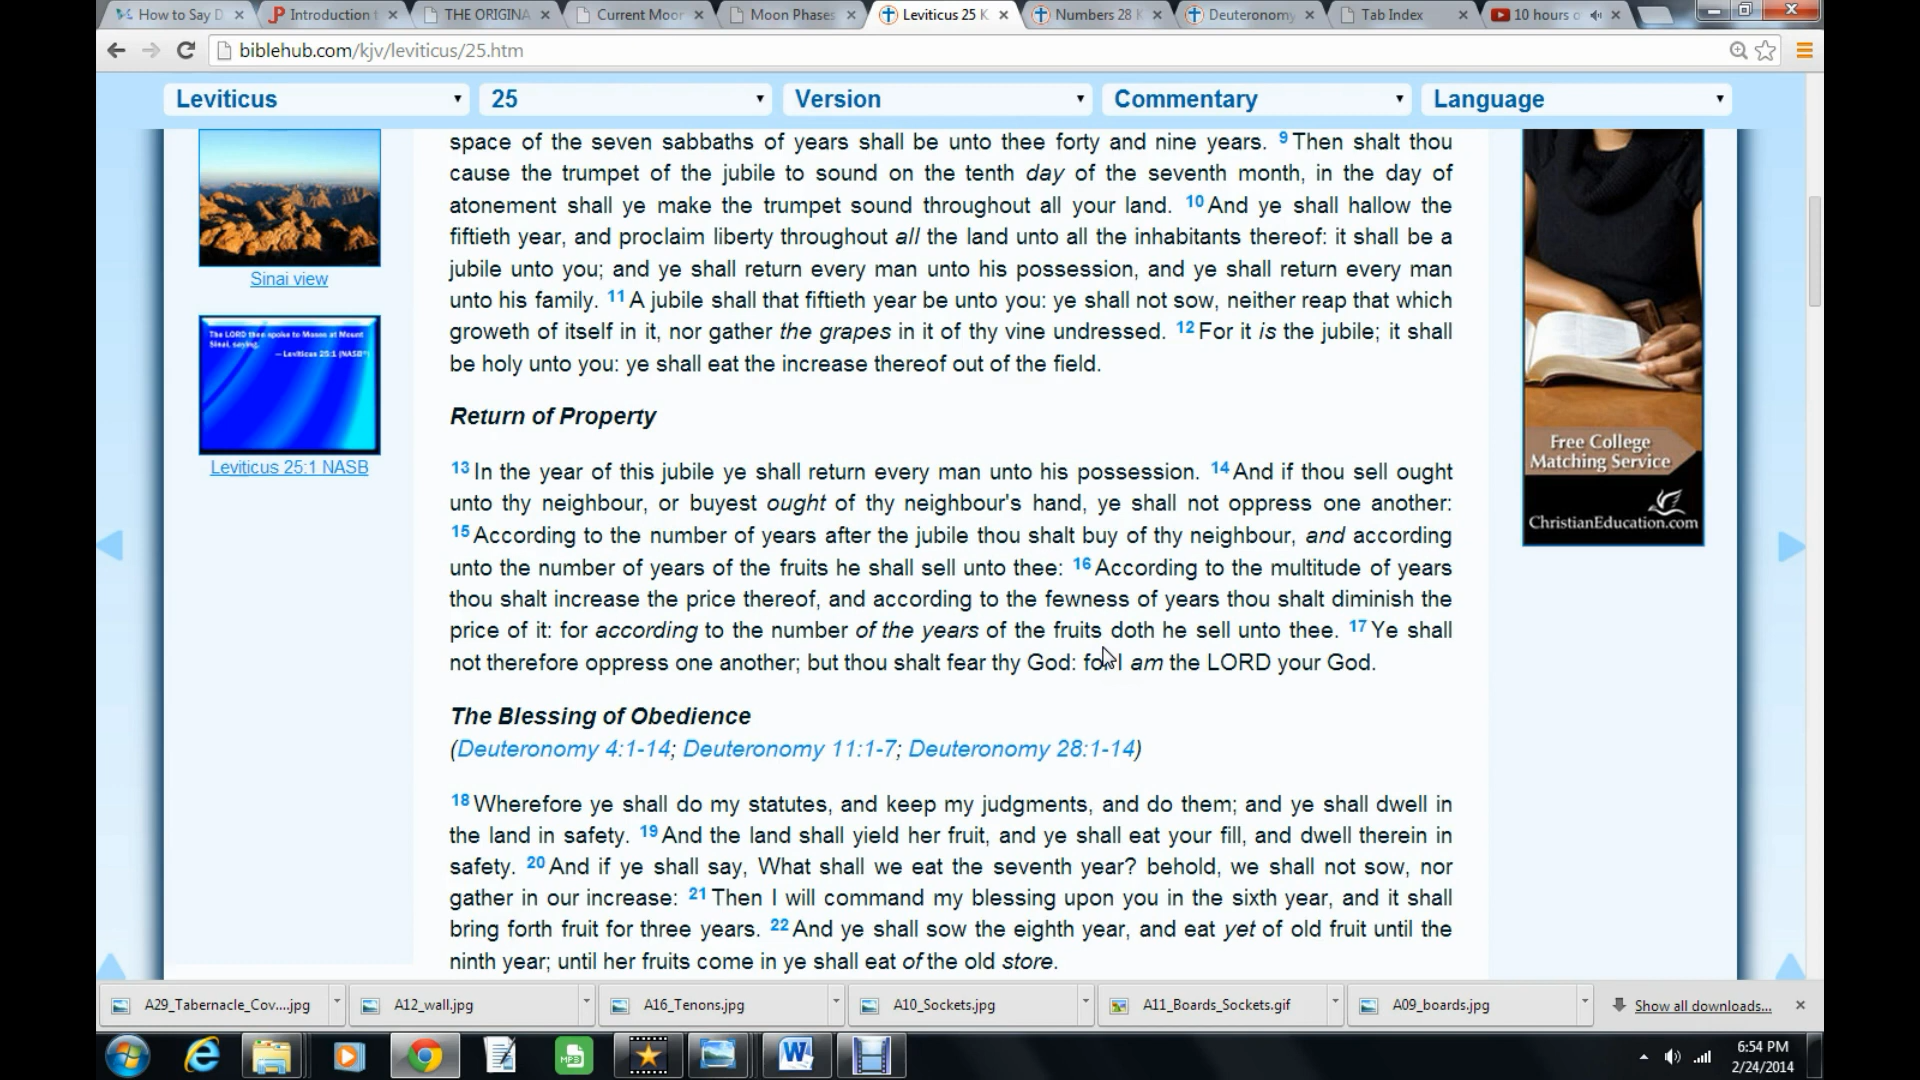 How to Say D
Introduction t
THE ORIGINA
Current Moor
Moon Phases
Leviticus 25 K
Numbers 28 K
Deuteronomy
Tab Index
10 hours o
biblehub.com/kjv/leviticus/25.htm
Leviticus
25
Version
Commentary
Language
Sinai view
The LORD then spoke to Moses at Mount
Sinai, saying,
— Leviticus 25:1 (NASB)
Leviticus 25:1 NASB
space of the seven sabbaths of years shall be unto thee forty and nine years. 9 Then shalt thou
cause the trumpet of the jubile to sound on the tenth day of the seventh month, in the day of
atonement shall ye make the trumpet sound throughout all your land. 10 And ye shall hallow the
fiftieth year, and proclaim liberty throughout all the land unto all the inhabitants thereof: it shall be a
jubile unto you; and ye shall return every man unto his possession, and ye shall return every man
unto his family. 11 A jubile shall that fiftieth year be unto you: ye shall not sow, neither reap that which
groweth of itself in it, nor gather the grapes in it of thy vine undressed. 12 For it is the jubile; it shall
be holy unto you: ye shall eat the increase thereof out of the field.
Return of Property
13 In the year of this jubile ye shall return every man unto his possession. 14 And if thou sell ought
unto thy neighbour, or buyest ought of thy neighbour's hand, ye shall not oppress one another:
15 According to the number of years after the jubile thou shalt buy of thy neighbour, and according
unto the number of years of the fruits he shall sell unto thee: 16 According to the multitude of years
thou shalt increase the price thereof, and according to the fewness of years thou shalt diminish the
price of it: for according to the number of the years of the fruits doth he sell unto thee. 17 Ye shall
not therefore oppress one another; but thou shalt fear thy God: for I am the LORD your God.
The Blessing of Obedience
(Deuteronomy 4:1-14; Deuteronomy 11:1-7; Deuteronomy 28:1-14)
18 Wherefore ye shall do my statutes, and keep my judgments, and do them; and ye shall dwell in
the land in safety. 19 And the land shall yield her fruit, and ye shall eat your fill, and dwell therein in
safety. 20 And if ye shall say, What shall we eat the seventh year? behold, we shall not sow, nor
gather in our increase: 21 Then I will command my blessing upon you in the sixth year, and it shall
bring forth fruit for three years. 22 And ye shall sow the eighth year, and eat yet of old fruit until the
ninth year; until her fruits come in ye shall eat of the old store.
Free College
Matching Service
ChristianEducation.com
A29_Tabernacle_Cov....jpg
A12_wall.jpg
A16_Tenons.jpg
A10_Sockets.jpg
A11_Boards_Sockets.gif
A09_boards.jpg
Show all downloads...
MP3
6:54 PM
2/24/2014